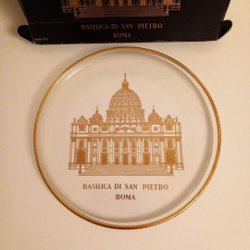 BASILICA DI SAN PIETRO
ROMA
BASILICA DI SAN PIETRO
ROMA